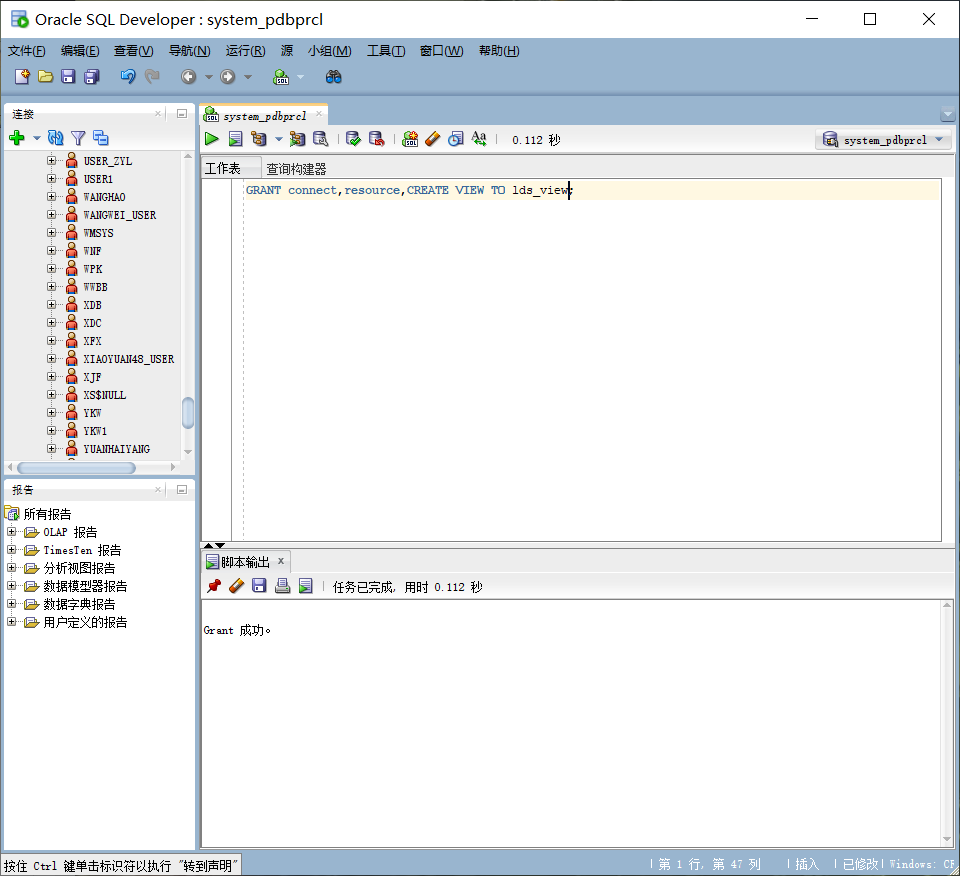 Oracle SQL Developer : system_pdbprcl
文件(F) 编辑(E) 查看(V) 导航(N) 运行(R) 源 小组(M) 工具(T) 窗口(W) 帮助(H)
连接
USER_ZYL
USER1
WANGHAO
WANGWEI_USER
WMSYS
WNF
WPK
WWBB
XDB
XDC
XFX
XIAOYUAN48_USER
XJF
XS$NULL
YKW
YKW1
YUANHAIYANG
报告
所有报告
OLAP 报告
TimesTen 报告
分析视图报告
数据模型器报告
数据字典报告
用户定义的报告
system_pdbprcl
0.112 秒
system_pdbprcl
工作表 查询构建器
GRANT connect,resource,CREATE VIEW TO lds_view;
脚本输出
任务已完成, 用时 0.112 秒
Grant 成功。
按住 Ctrl 键单击标识符以执行 "转到声明"
第 1 行, 第 47 列 插入 已修改 Windows: CR